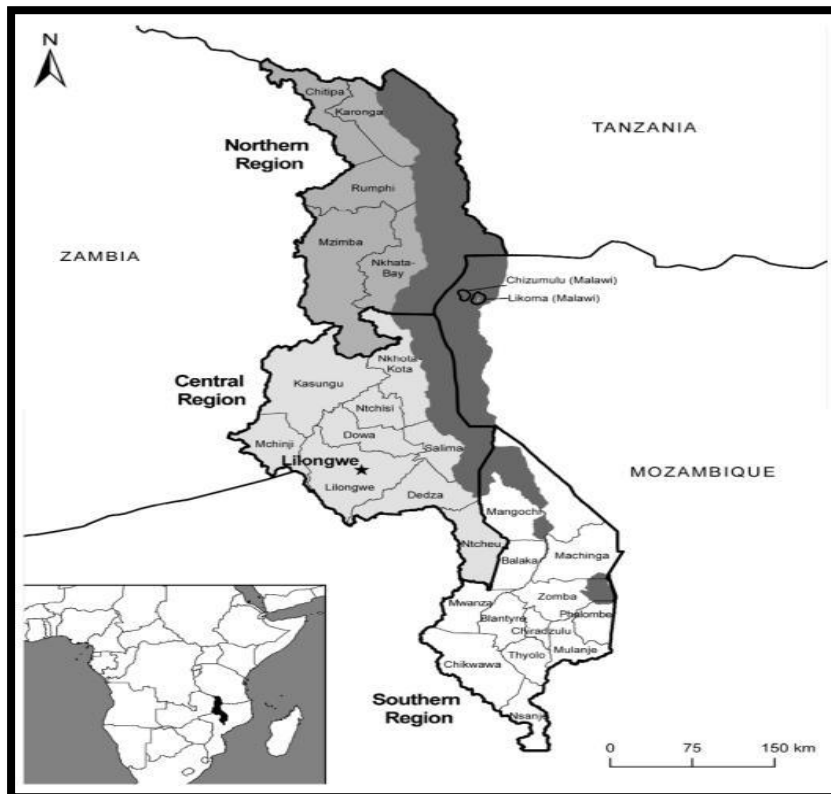 N
Chitipa
Karonga
TANZANIA
Northern
Region
Rumphi
Mzimba
ZAMBIA
Nkhata-
Bay
Chizumulu (Malawi)
Likoma (Malawi)
Nkhota
Kota
Central
Region
Kasungu
Ntchisi
Dowa
Mchinji
Salima
Lilongwe
Lilongwe
MOZAMBIQUE
Dedza
Mangochi
Ntcheu
Balaka
Machinga
Mwanza
Zomba
Phalombe
Blantyre
Chiradzulu
Mulanje
Thyolo
Chikwawa
Southern
Region
Nsanje
0 75 150 km